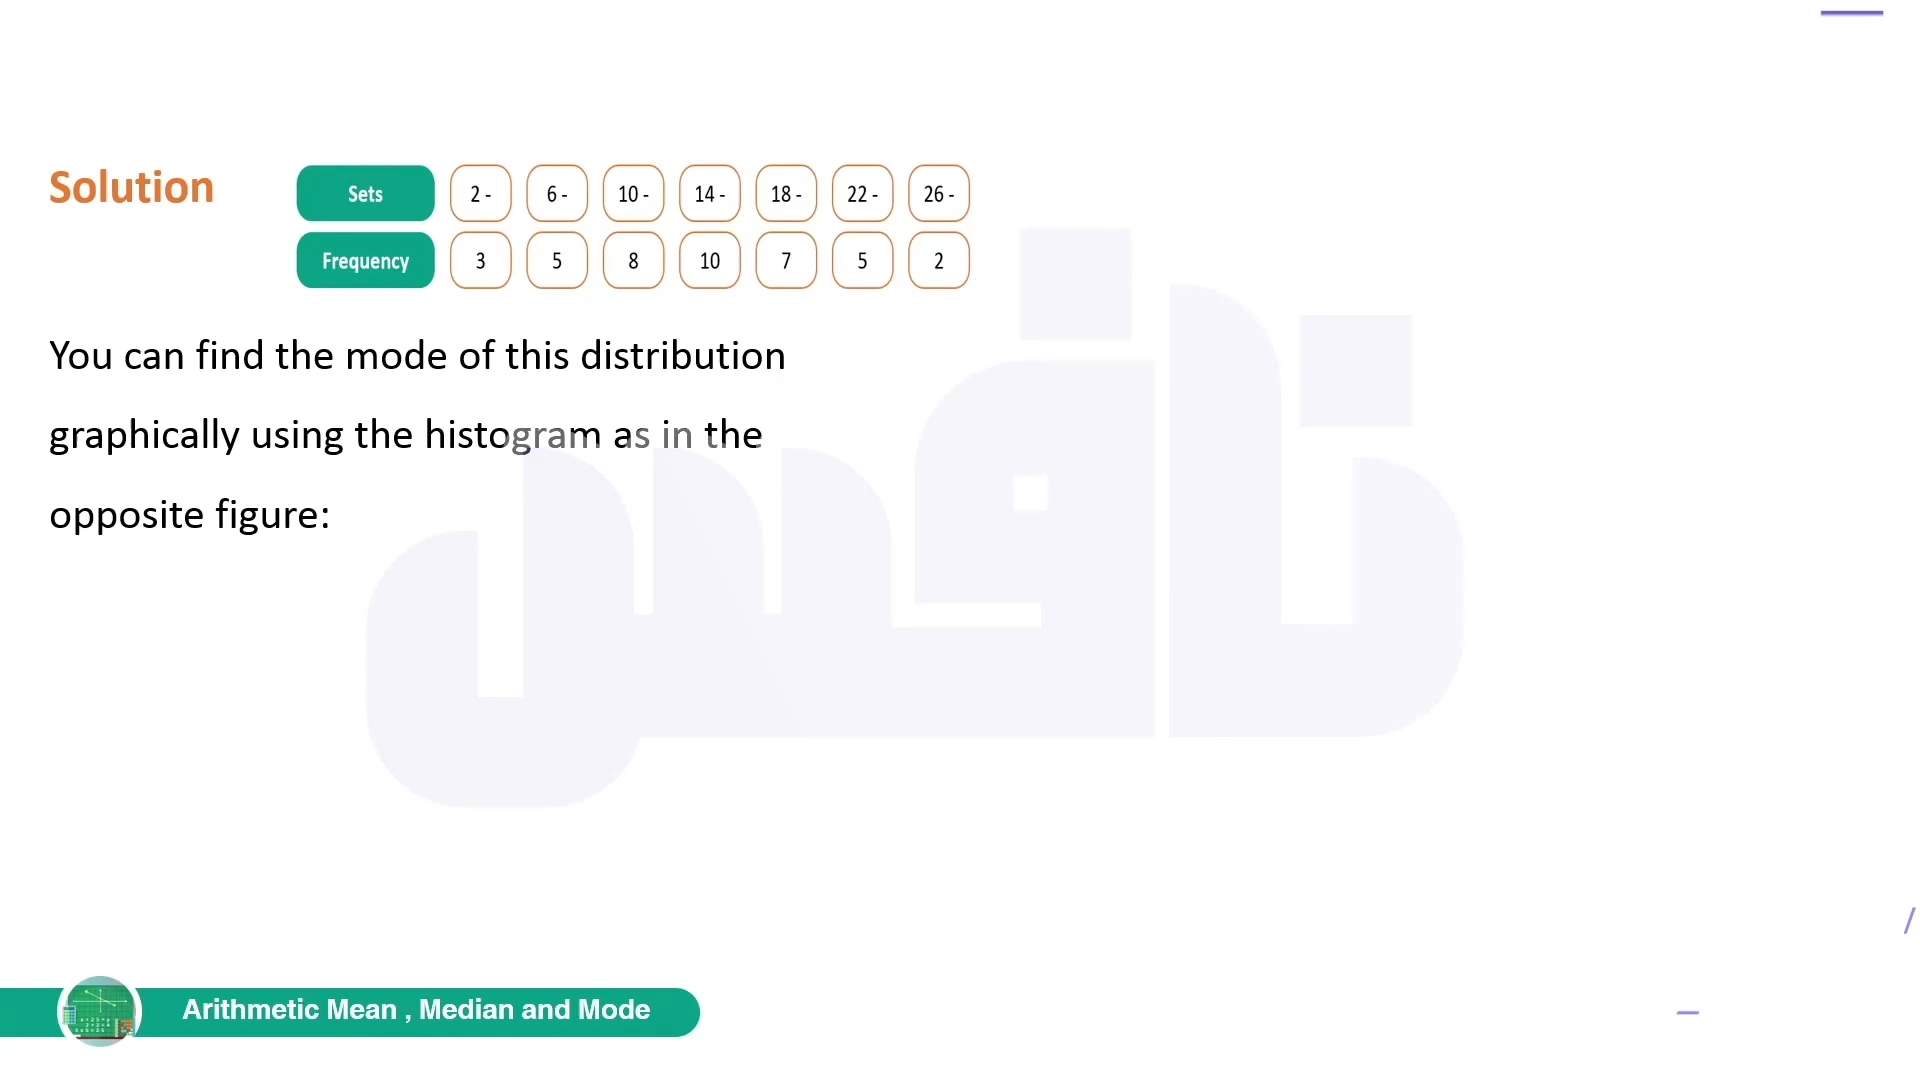 Solution
Sets 2 - 6 - 10 - 14 - 18 - 22 - 26 -
Frequency 3 5 8 10 7 5 2
You can find the mode of this distribution
graphically using the histogram as in the
opposite figure:
نافس
Arithmetic Mean , Median and Mode